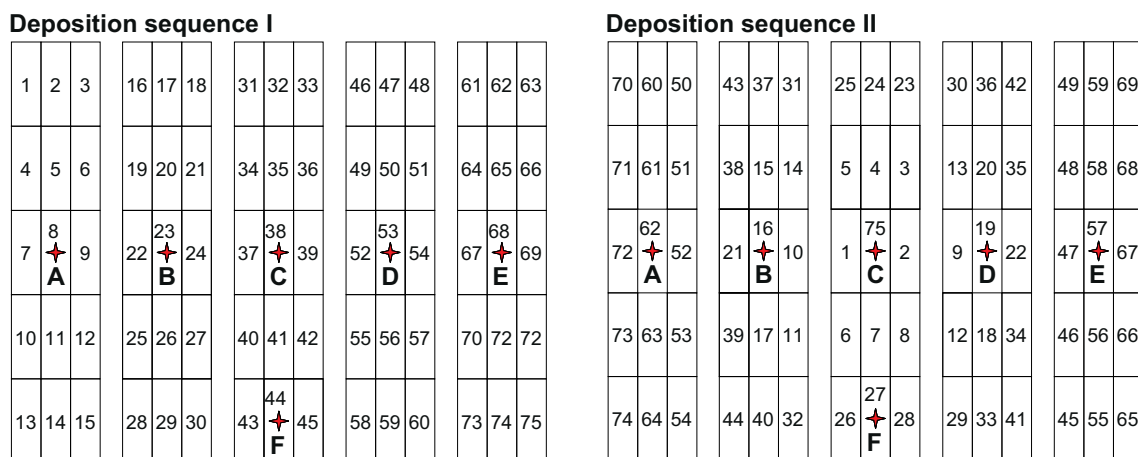 Deposition sequence I Deposition sequence II
1 2 3 16 17 18 31 32 33 46 47 48 61 62 63 70 60 50 43 37 31 25 24 23 30 36 42 49 59 69
4 5 6 19 20 21 34 35 36 49 50 51 64 65 66 71 61 51 38 15 14 5 4 3 13 20 35 48 58 68
8 23 38 53 68 62 16 75 19 57
7 9 22 24 37 39 52 54 67 69 72 52 21 10 1 2 9 22 47 67
A B C D E A B C D E
10 11 12 25 26 27 40 41 42 55 56 57 70 72 72 73 63 53 39 17 11 6 7 8 12 18 34 46 56 66
44 27
13 14 15 28 29 30 43 45 58 59 60 73 74 75 74 64 54 44 40 32 26 28 29 33 41 45 55 65
F F